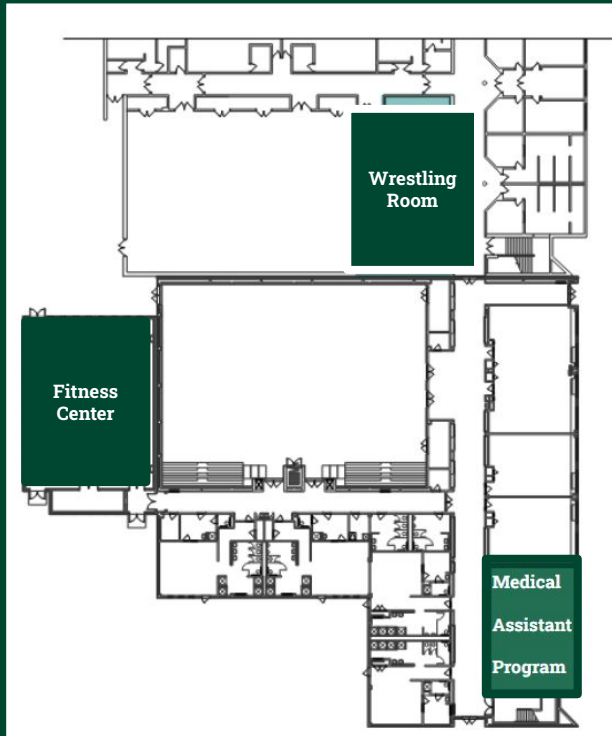 Wrestling
Room
Fitness
Center
Medical
Assistant
Program